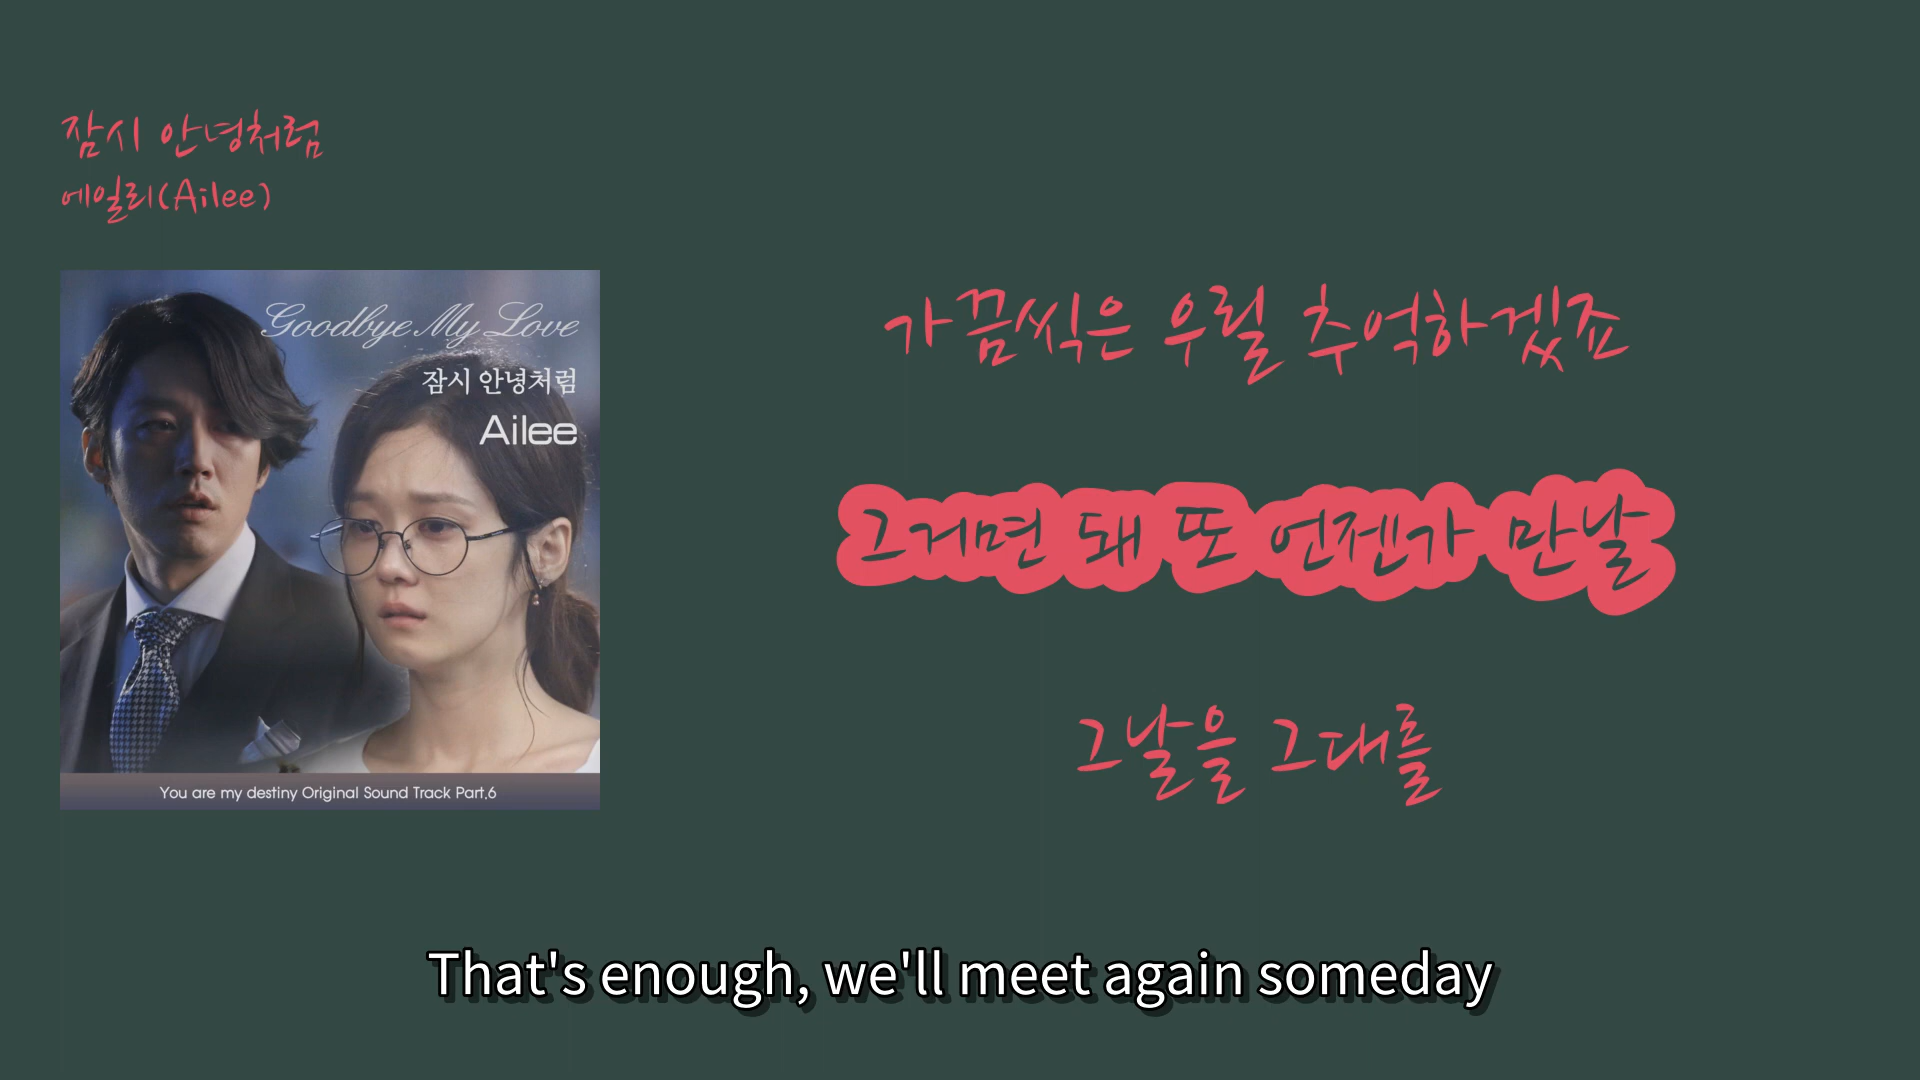 잠시 안녕처럼
에일리(Ailee)
Goodbye My Love
잠시 안녕처럼
Ailee
You are my destiny Original Sound Track Part.6
가끔씩은 우릴 추억하겠죠
그거면 돼 또 언젠가 만날
그날을 그대를
That's enough, we'll meet again someday